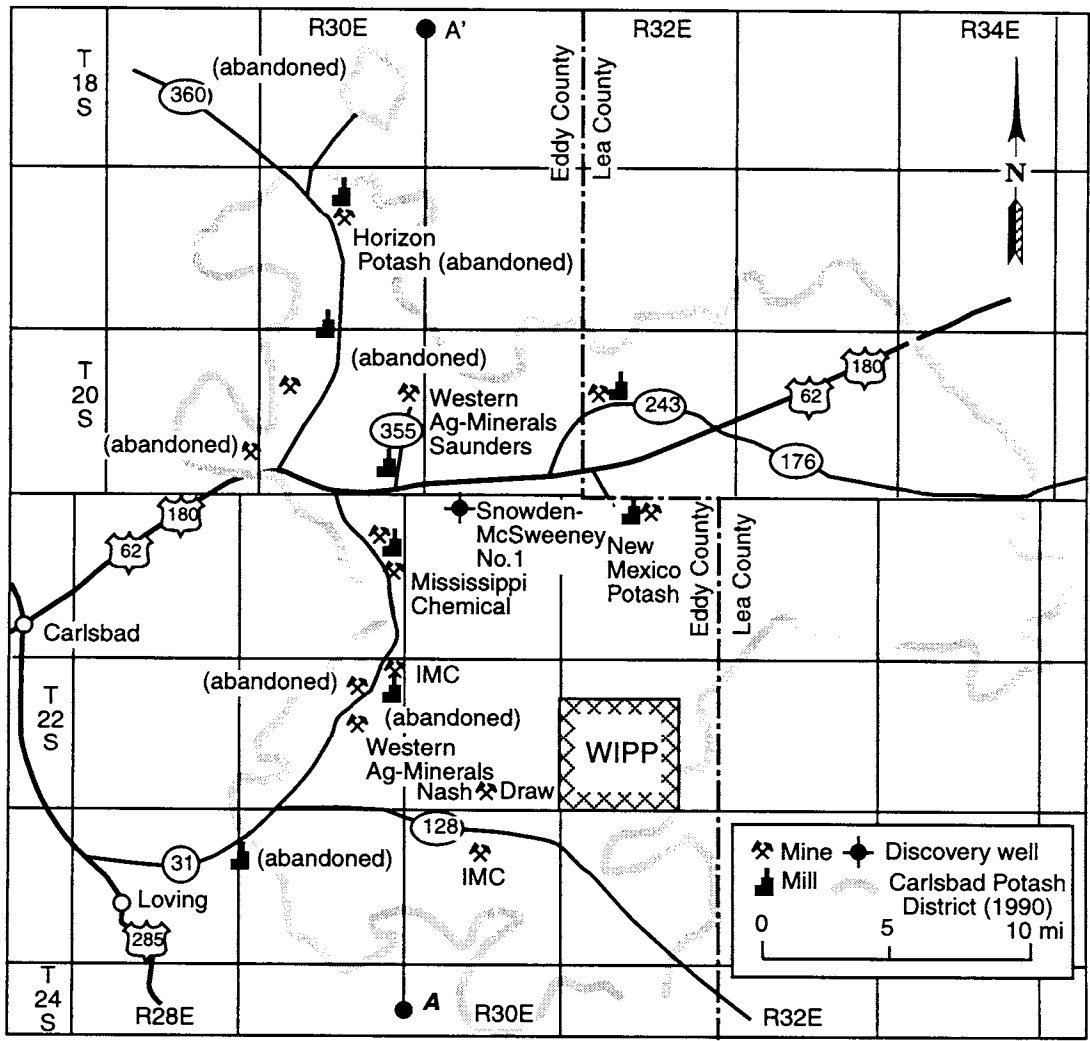 R30E
A'
R32E
R34E
T
18
S
(abandoned)
360
Eddy County
Lea County
N
Horizon
Potash (abandoned)
T
20
S
(abandoned)
180
62
Western
Ag-Minerals
Saunders
243
355
(abandoned)
176
180
62
Snowden-
McSweeney
No.1
New
Mexico
Potash
Eddy County
Lea County
Mississippi
Chemical
Carlsbad
(abandoned)
IMC
T
22
S
(abandoned)
WIPP
Western
Ag-Minerals
Nash Draw
128
31
(abandoned)
IMC
Loving
285
Mine
Discovery well
Mill
Carlsbad Potash
District (1990)
0
5
10 mi
T
24
S
R28E
A
R30E
R32E